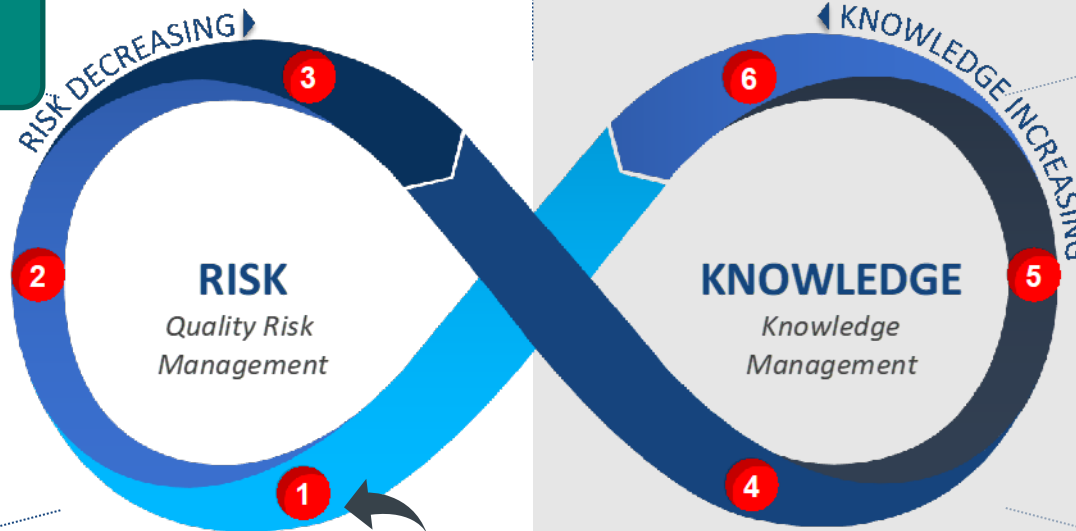 RISK DECREASING
KNOWLEDGE INCREASING
3
6
2
5
RISK
Quality Risk
Management
KNOWLEDGE
Knowledge
Management
1
4